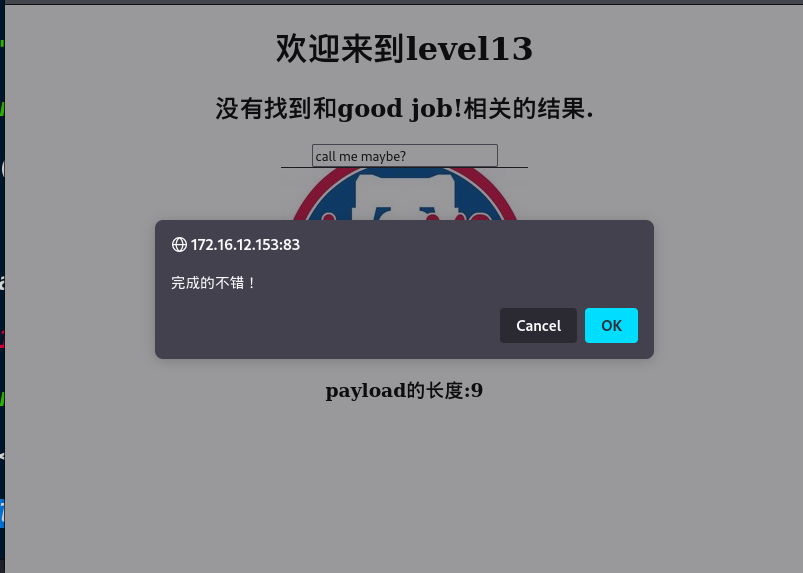 欢迎来到level13
没有找到和good job!相关的结果.
call me maybe?
172.16.12.153:83
完成的不错！
Cancel
OK
payload的长度:9